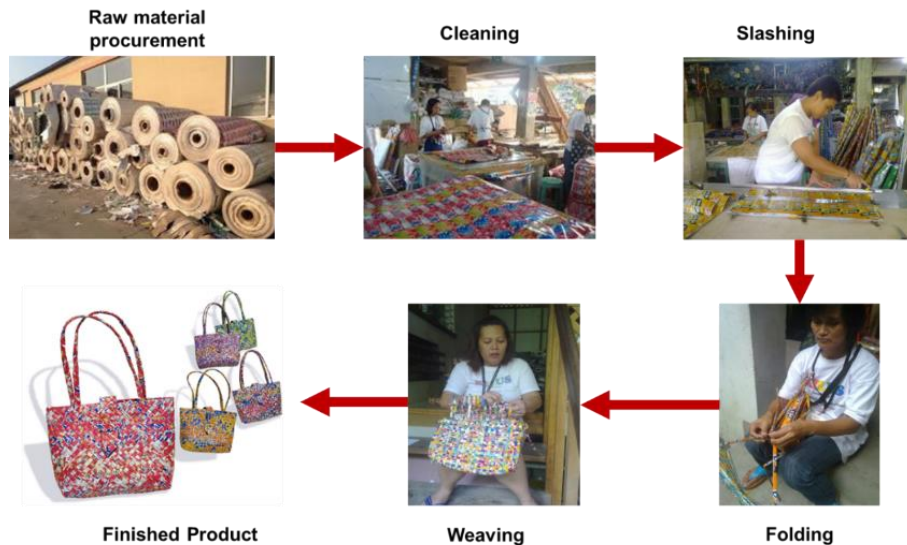 Raw material
procurement
Cleaning
Slashing
Folding
Weaving
Finished Product